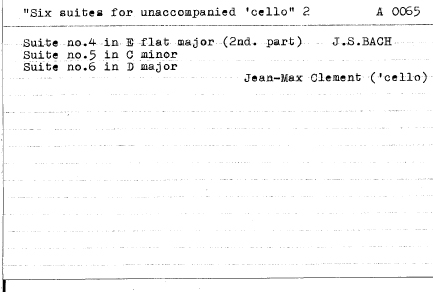 "Six suites for unaccompanied 'cello" 2 A 0065
Suite no.4 in E flat major (2nd. part) J.S.BACH
Suite no.5 in C minor
Suite no.6 in D major
Jean-Max Clement ('cello)